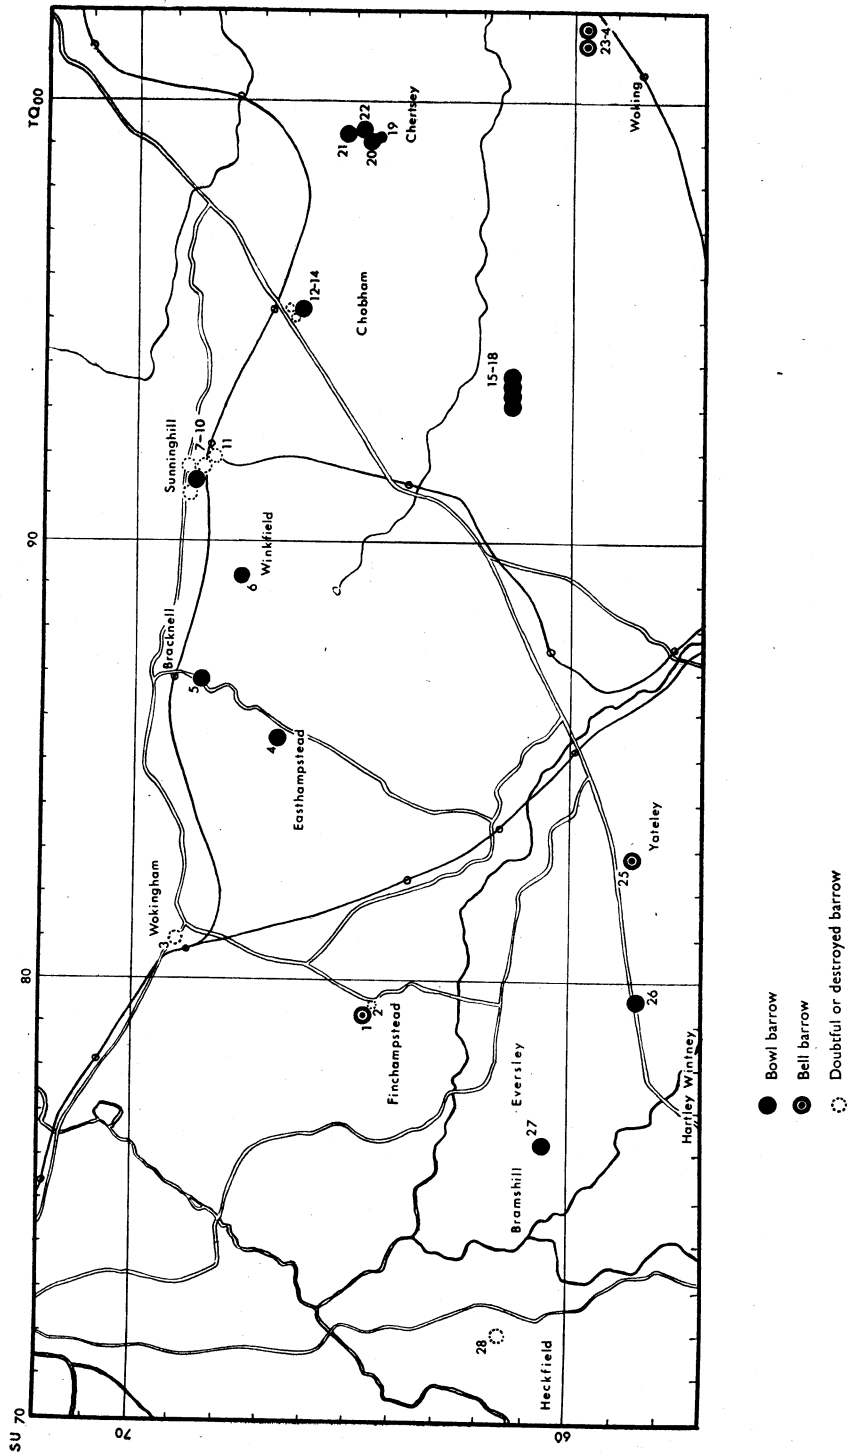 SU 70
80
90
TQ 00
70
60
Wokingham
3
Bracknell
5
Sunninghill
7–10
11
6
Winkfield
4
Easthampstead
12–14
Chobham
21
22
20
19
Chertsey
1
2
Finchampstead
15–18
23-4
Woking
28
Heckfield
Bramshill
27
Eversley
Hartley Wintney
26
25
Yateley
Bowl barrow
Bell barrow
Doubtful or destroyed barrow